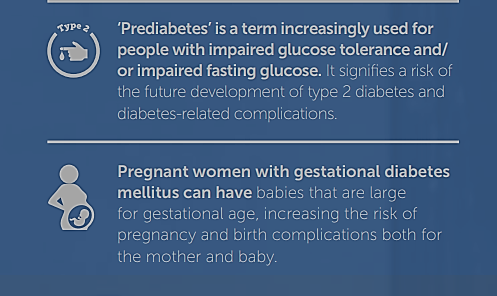 Type 2
'Prediabetes' is a term increasingly used for
people with impaired glucose tolerance and/
or impaired fasting glucose. It signifies a risk of
the future development of type 2 diabetes and
diabetes-related complications.
Pregnant women with gestational diabetes
mellitus can have babies that are large
for gestational age, increasing the risk of
pregnancy and birth complications both for
the mother and baby.